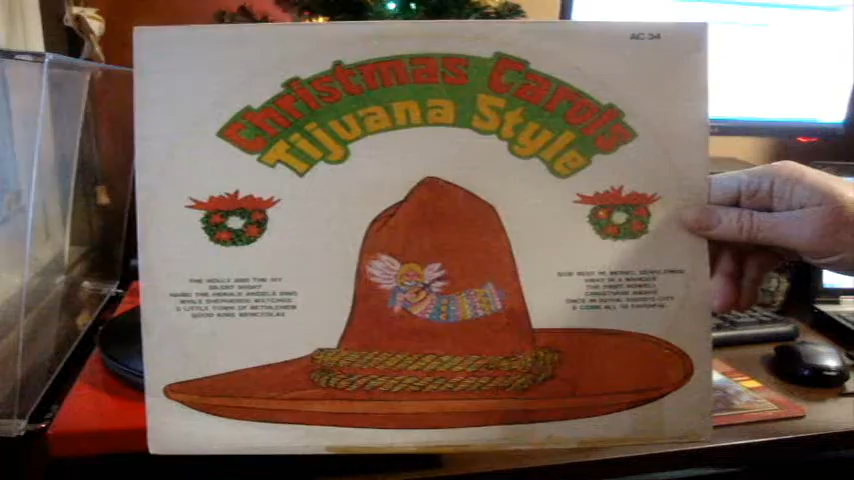 AC-34
Christmas Carols
Tijuana Style
THE HOLLY AND THE IVY
SILENT NIGHT
HARK! THE HERALD ANGELS SING
WHILE SHEPHERDS WATCHED
O LITTLE TOWN OF BETHLEHEM
GOOD KING WENCESLAS
GOD REST YE MERRY, GENTLEMEN
AWAY IN A MANGER
THE FIRST NOWELL
CHRISTIANS AWAKE
ONCE IN ROYAL DAVID'S CITY
O COME ALL YE FAITHFUL